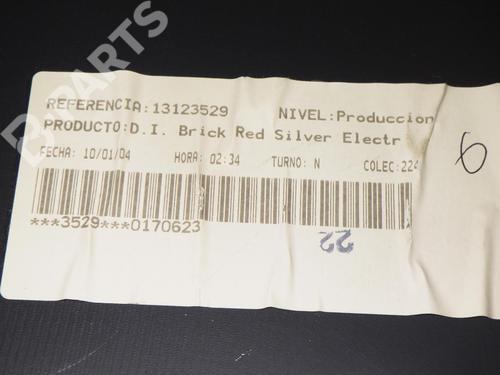 B-PARTS
REFERENCIA:13123529 NIVEL:Produccion
PRODUCTO:D.I. Brick Red Silver Electr
FECHA: 10/01/04 HORA: 02:34 TURNO: N COLEC:224
***3529***0170623
22
6